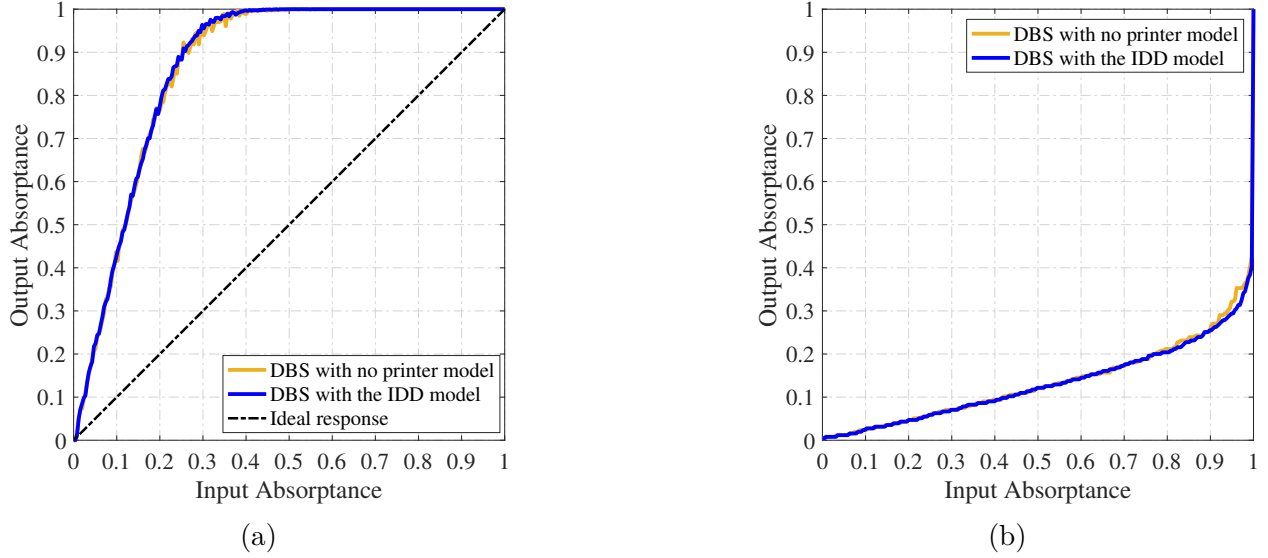 1
0.9
0.8
0.7
0.6
0.5
0.4
0.3
0.2
0.1
0
Output Absorptance
DBS with no printer model
DBS with the IDD model
Ideal response
0 0.1 0.2 0.3 0.4 0.5 0.6 0.7 0.8 0.9 1
Input Absorptance
(a)
1
0.9
0.8
0.7
0.6
0.5
0.4
0.3
0.2
0.1
0
Output Absorptance
DBS with no printer model
DBS with the IDD model
0 0.1 0.2 0.3 0.4 0.5 0.6 0.7 0.8 0.9 1
Input Absorptance
(b)